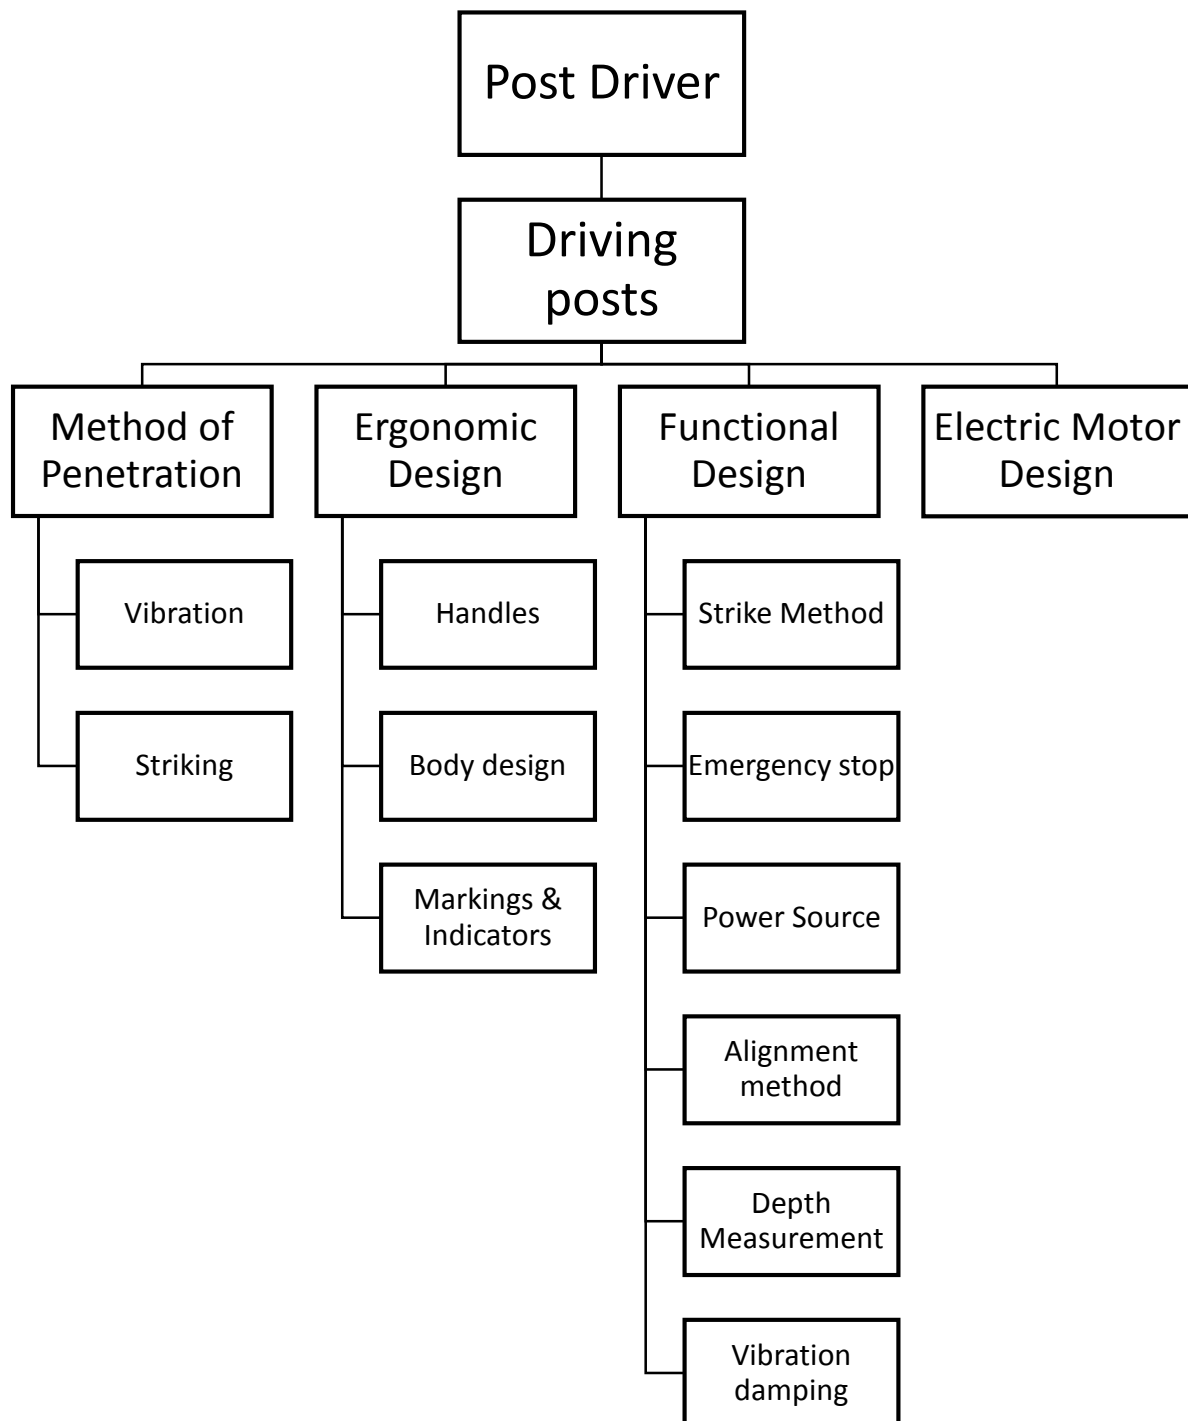 Post Driver
Driving
posts
Method of
Penetration
Ergonomic
Design
Functional
Design
Electric Motor
Design
Vibration
Striking
Handles
Body design
Markings &
Indicators
Strike Method
Emergency stop
Power Source
Alignment
method
Depth
Measurement
Vibration
damping